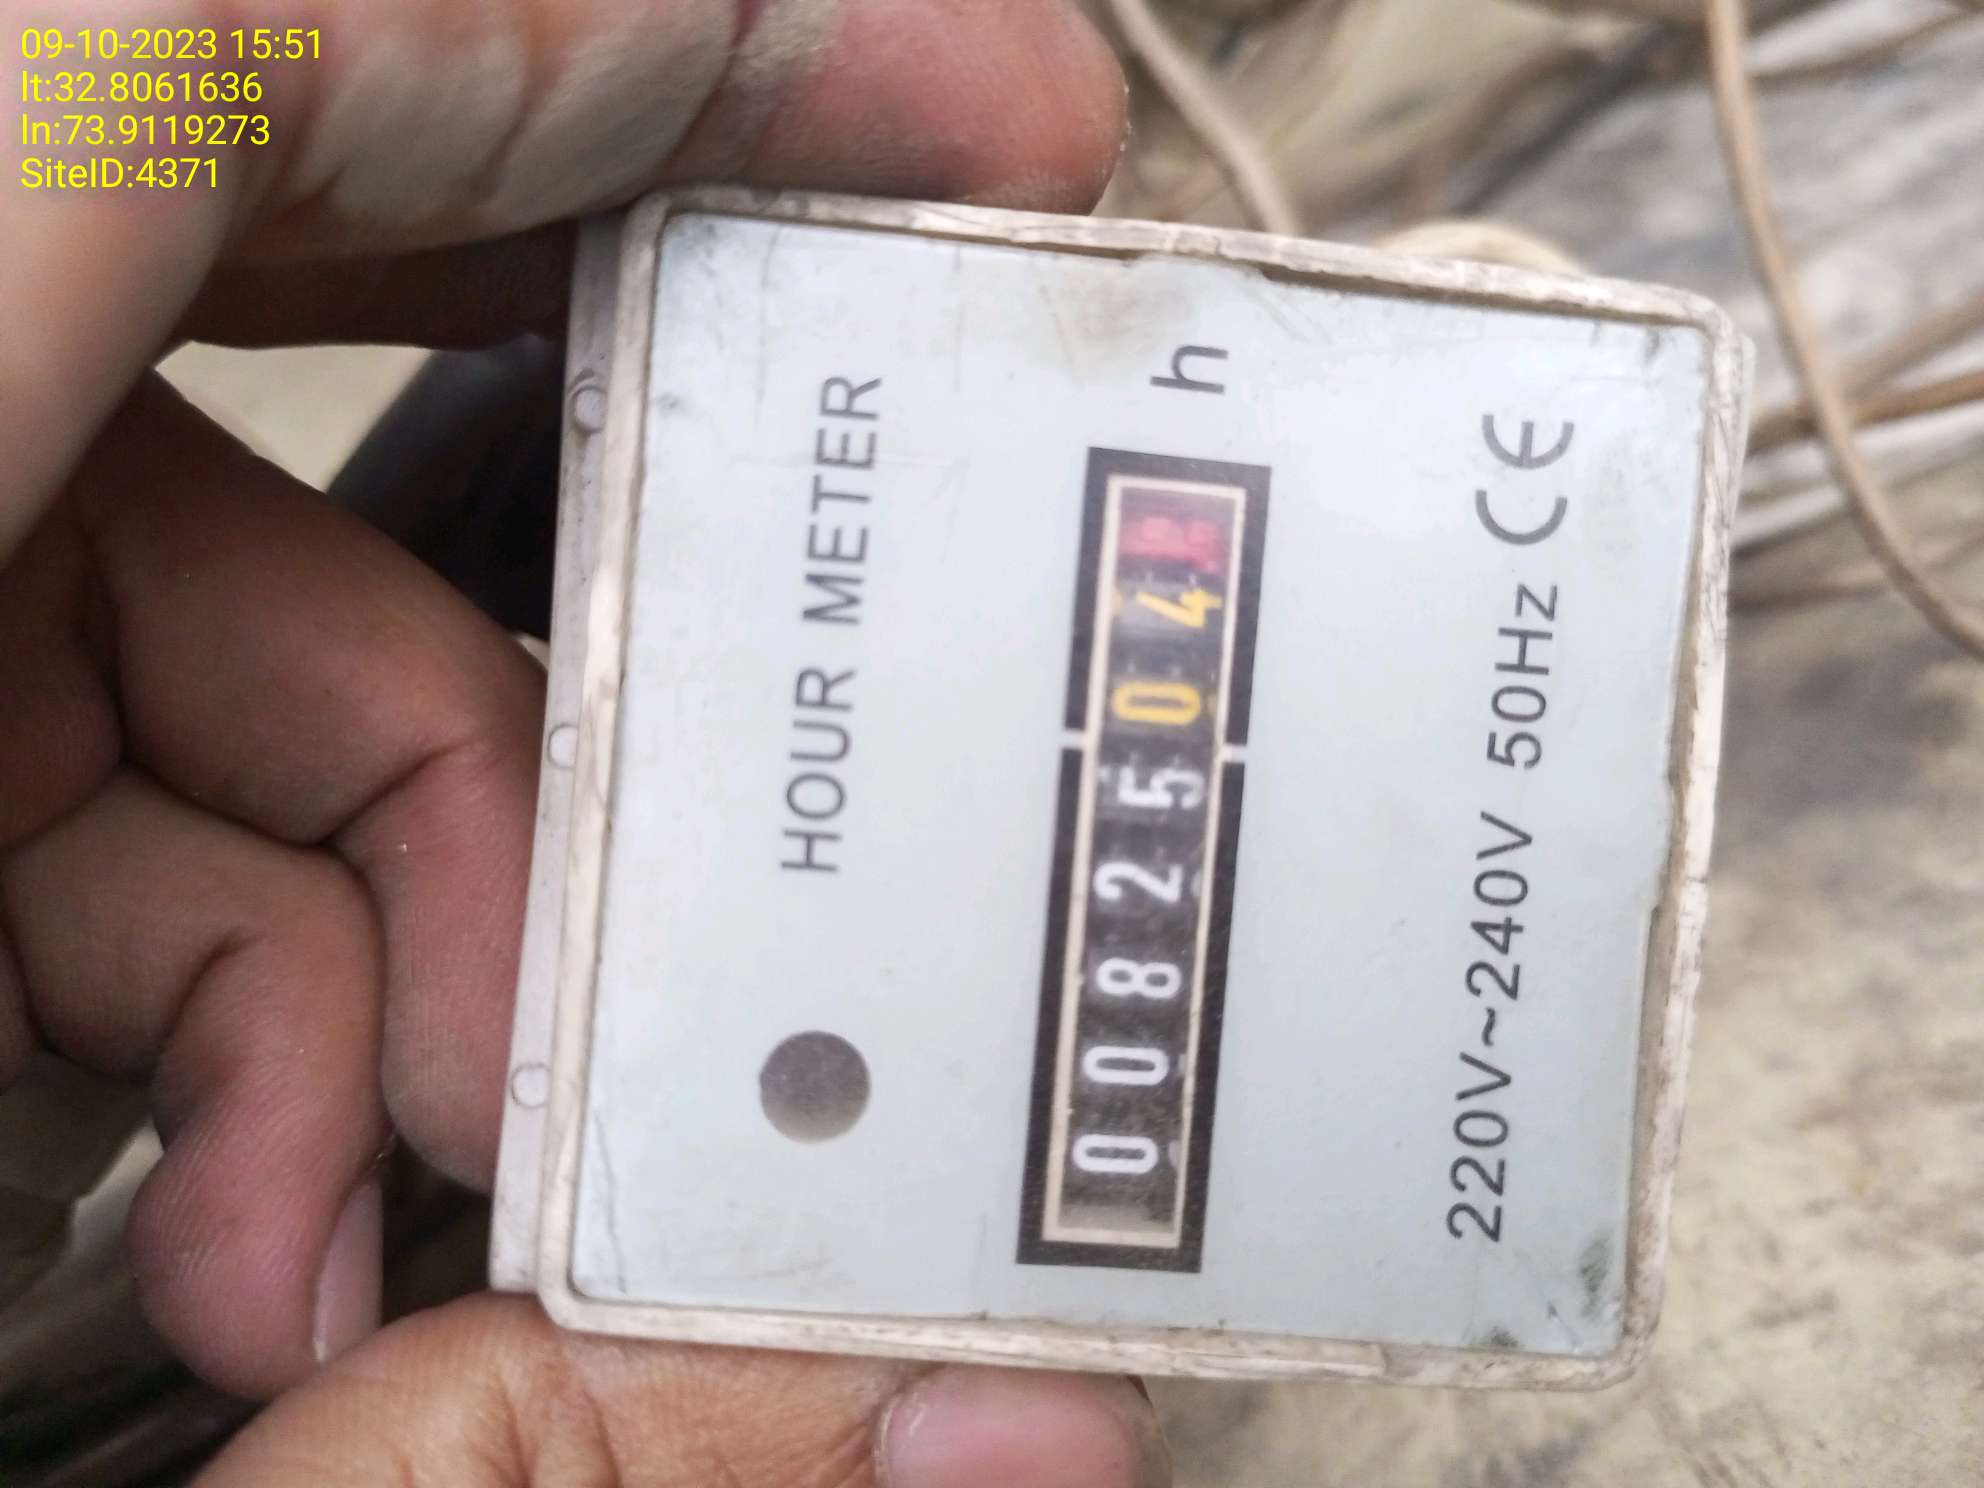 09-10-2023 15:51
lt:32.8061636
ln:73.9119273
SiteID:4371
HOUR METER
0082504 h
220V~240V 50Hz CE